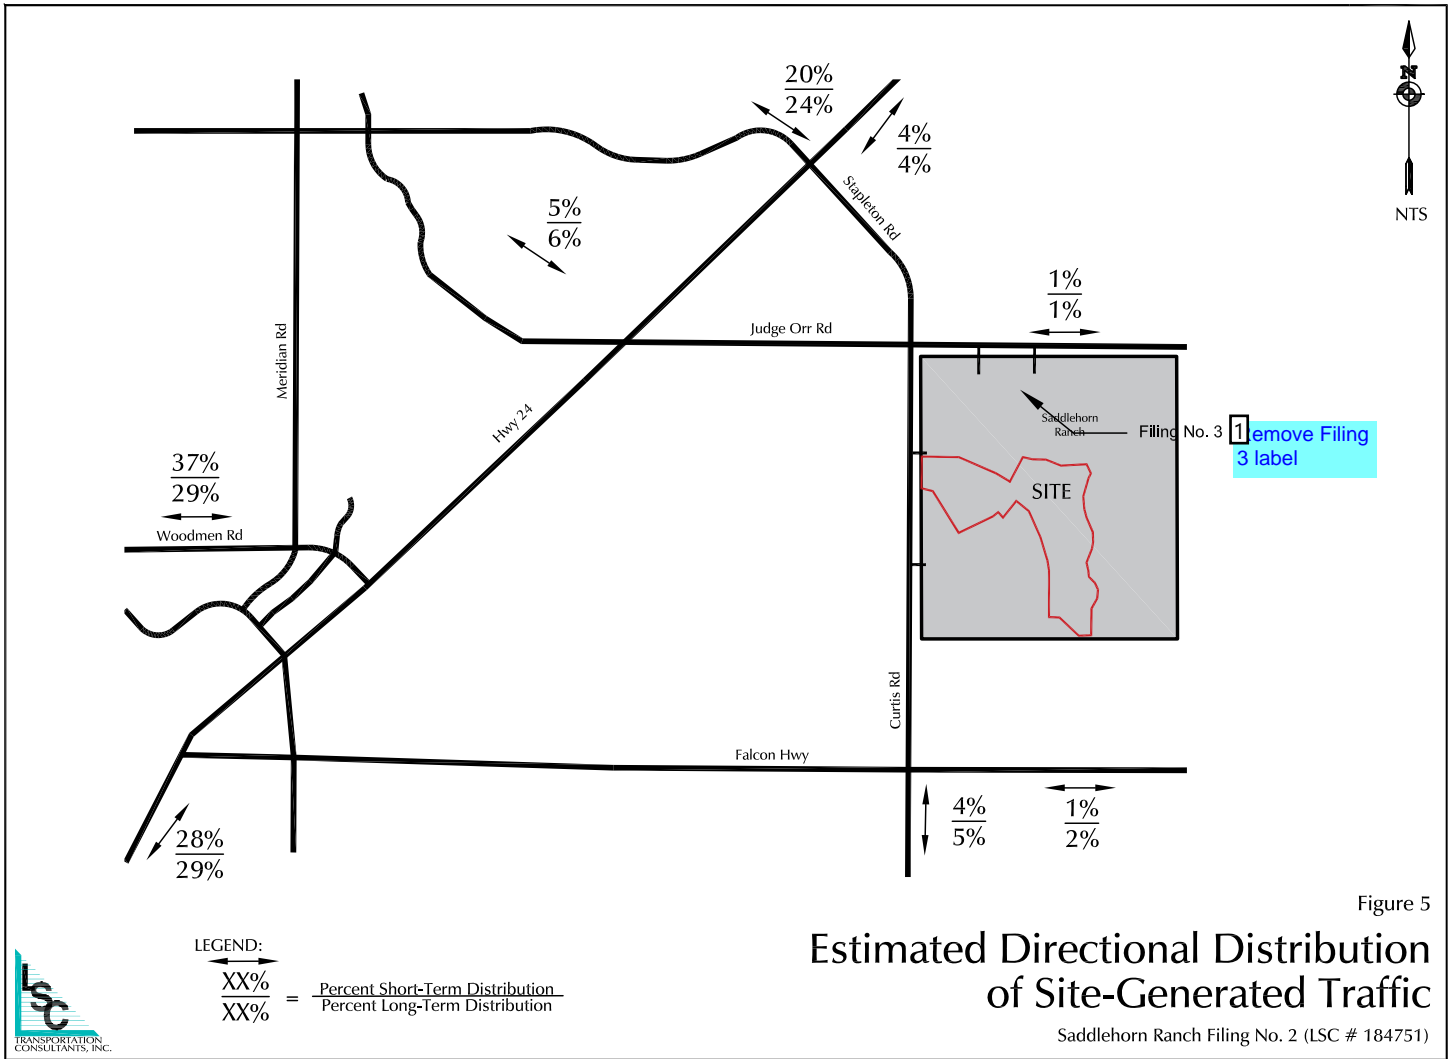 20%
24%
4%
4%
N
NTS
5%
6%
Stapleton Rd
1%
1%
Judge Orr Rd
Meridian Rd
Hwy 24
Saddlehorn
Ranch
Filing No. 3
1
emove Filing
3 label
37%
29%
Woodmen Rd
SITE
Curtis Rd
Falcon Hwy
4%
5%
1%
2%
28%
29%
Figure 5
Estimated Directional Distribution
of Site-Generated Traffic
Saddlehorn Ranch Filing No. 2 (LSC # 184751)
LEGEND:
XX%
XX%
=
Percent Short-Term Distribution
Percent Long-Term Distribution
LSC
TRANSPORTATION
CONSULTANTS, INC.